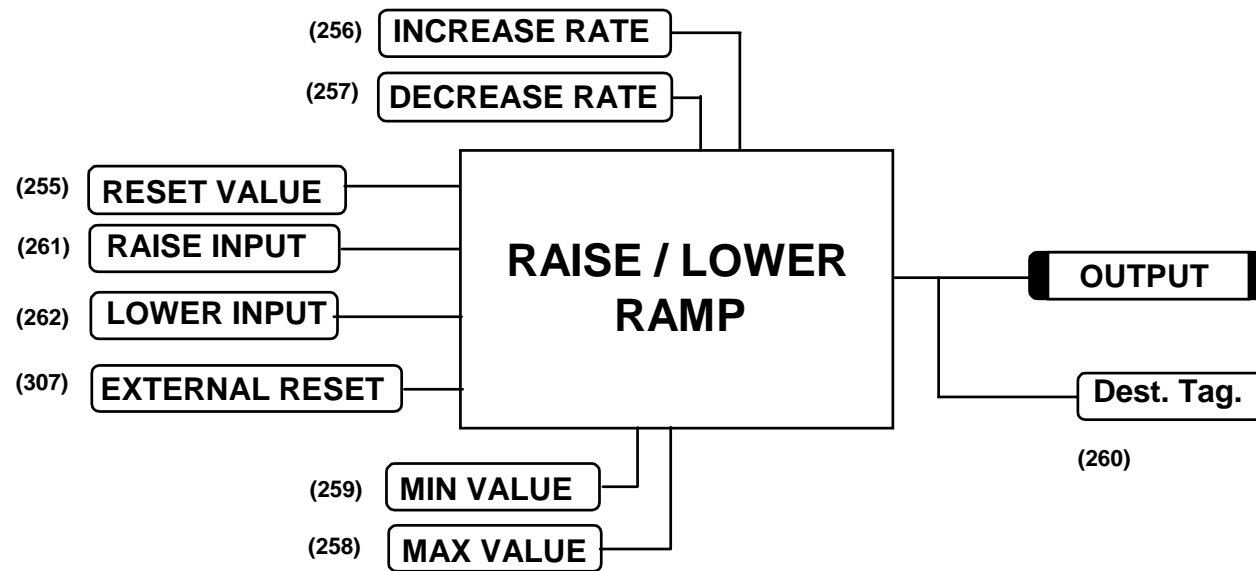 (256) INCREASE RATE
(257) DECREASE RATE
(255) RESET VALUE
(261) RAISE INPUT
(262) LOWER INPUT
(307) EXTERNAL RESET
RAISE / LOWER
RAMP
OUTPUT
Dest. Tag.
(260)
(259) MIN VALUE
(258) MAX VALUE